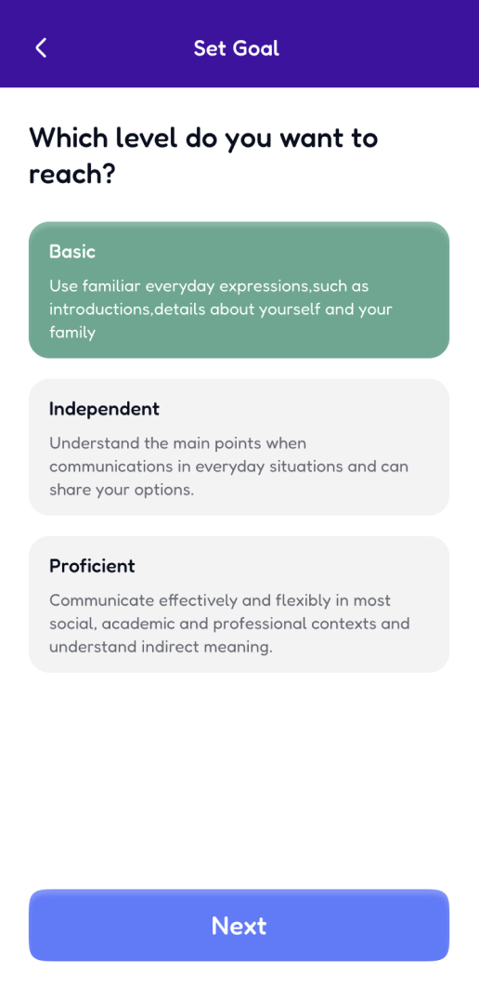 Set Goal
Which level do you want to
reach?
Basic
Use familiar everyday expressions,such as
introductions,details about yourself and your
family
Independent
Understand the main points when
communications in everyday situations and can
share your options.
Proficient
Communicate effectively and flexibly in most
social, academic and professional contexts and
understand indirect meaning.
Next